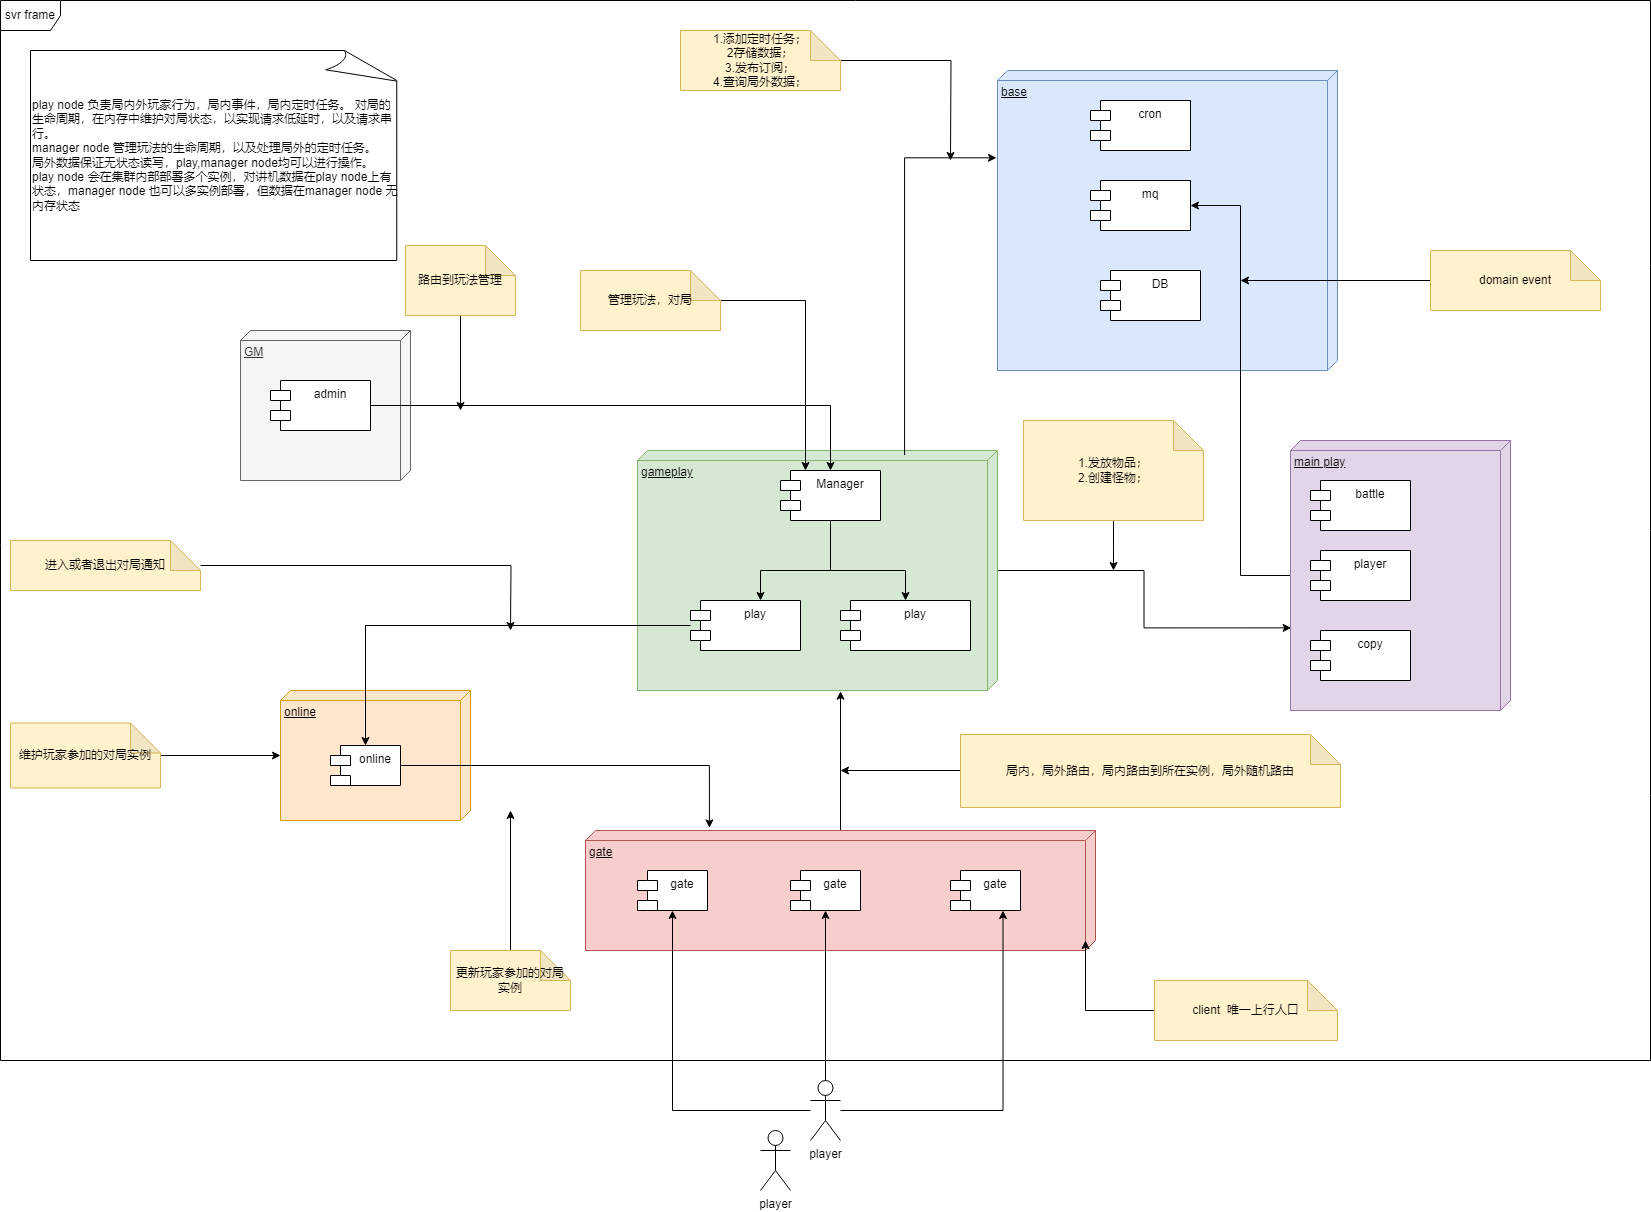 svr frame
play node 负责局内外玩家行为，局内事件，局内定时任务。 对局的
生命周期，在内存中维护对局状态，以实现请求低延时，以及请求串
行。
manager node 管理玩法的生命周期，以及处理局外的定时任务。
局外数据保证无状态读写，play,manager node均可以进行操作。
play node 会在集群内部部署多个实例，对讲机数据在play node上有
状态，manager node 也可以多实例部署，但数据在manager node 无
内存状态
1.添加定时任务；
2存储数据；
3.发布订阅；
4.查询局外数据；
base
cron
mq
DB
domain event
路由到玩法管理
管理玩法，对局
GM
admin
gameplay
Manager
play
play
1.发放物品；
2.创建怪物；
main play
battle
player
copy
进入或者退出对局通知
online
online
维护玩家参加的对局实例
局内，局外路由，局内路由到所在实例，局外随机路由
gate
gate
gate
gate
更新玩家参加的对局
实例
client 唯一上行人口
player
player